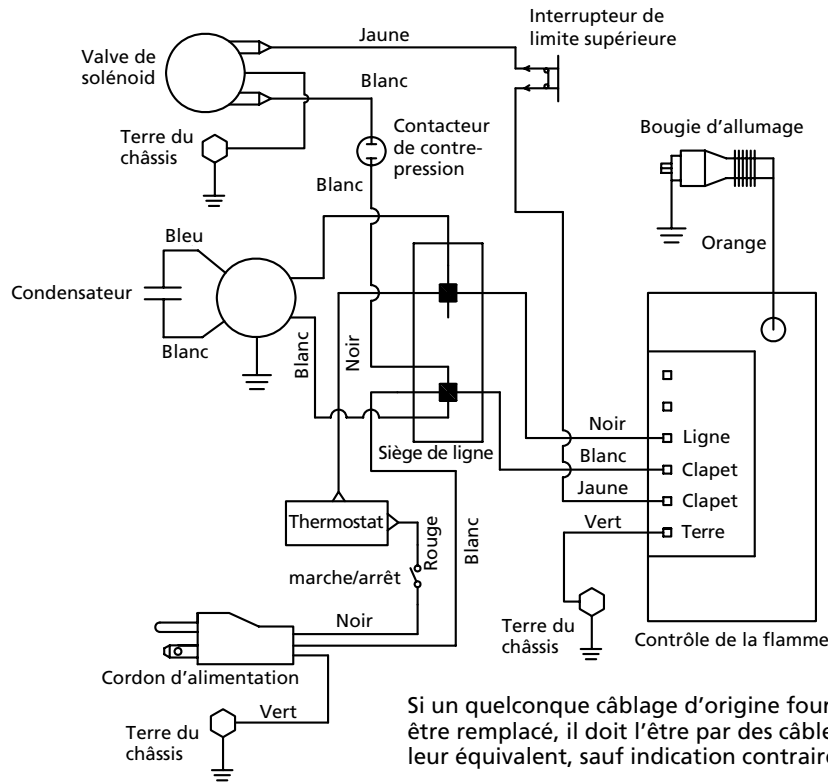 Interrupteur de
limite supérieure
Jaune
Valve de
solénoid
Blanc
Terre du
châssis
Contacteur
de contre-
pression
Bougie d'allumage
Blanc
Orange
Bleu
Condensateur
Blanc
Blanc
Noir
Siège de ligne
Noir
Ligne
Blanc
Clapet
Jaune
Clapet
Vert
Terre
Thermostat
Rouge
Blanc
marche/arrêt
Noir
Terre du
châssis
Contrôle de la flamme
Cordon d'alimentation
Vert
Terre du
châssis
Si un quelconque câblage d'origine four
être remplacé, il doit l'être par des câble
leur équivalent, sauf indication contraire